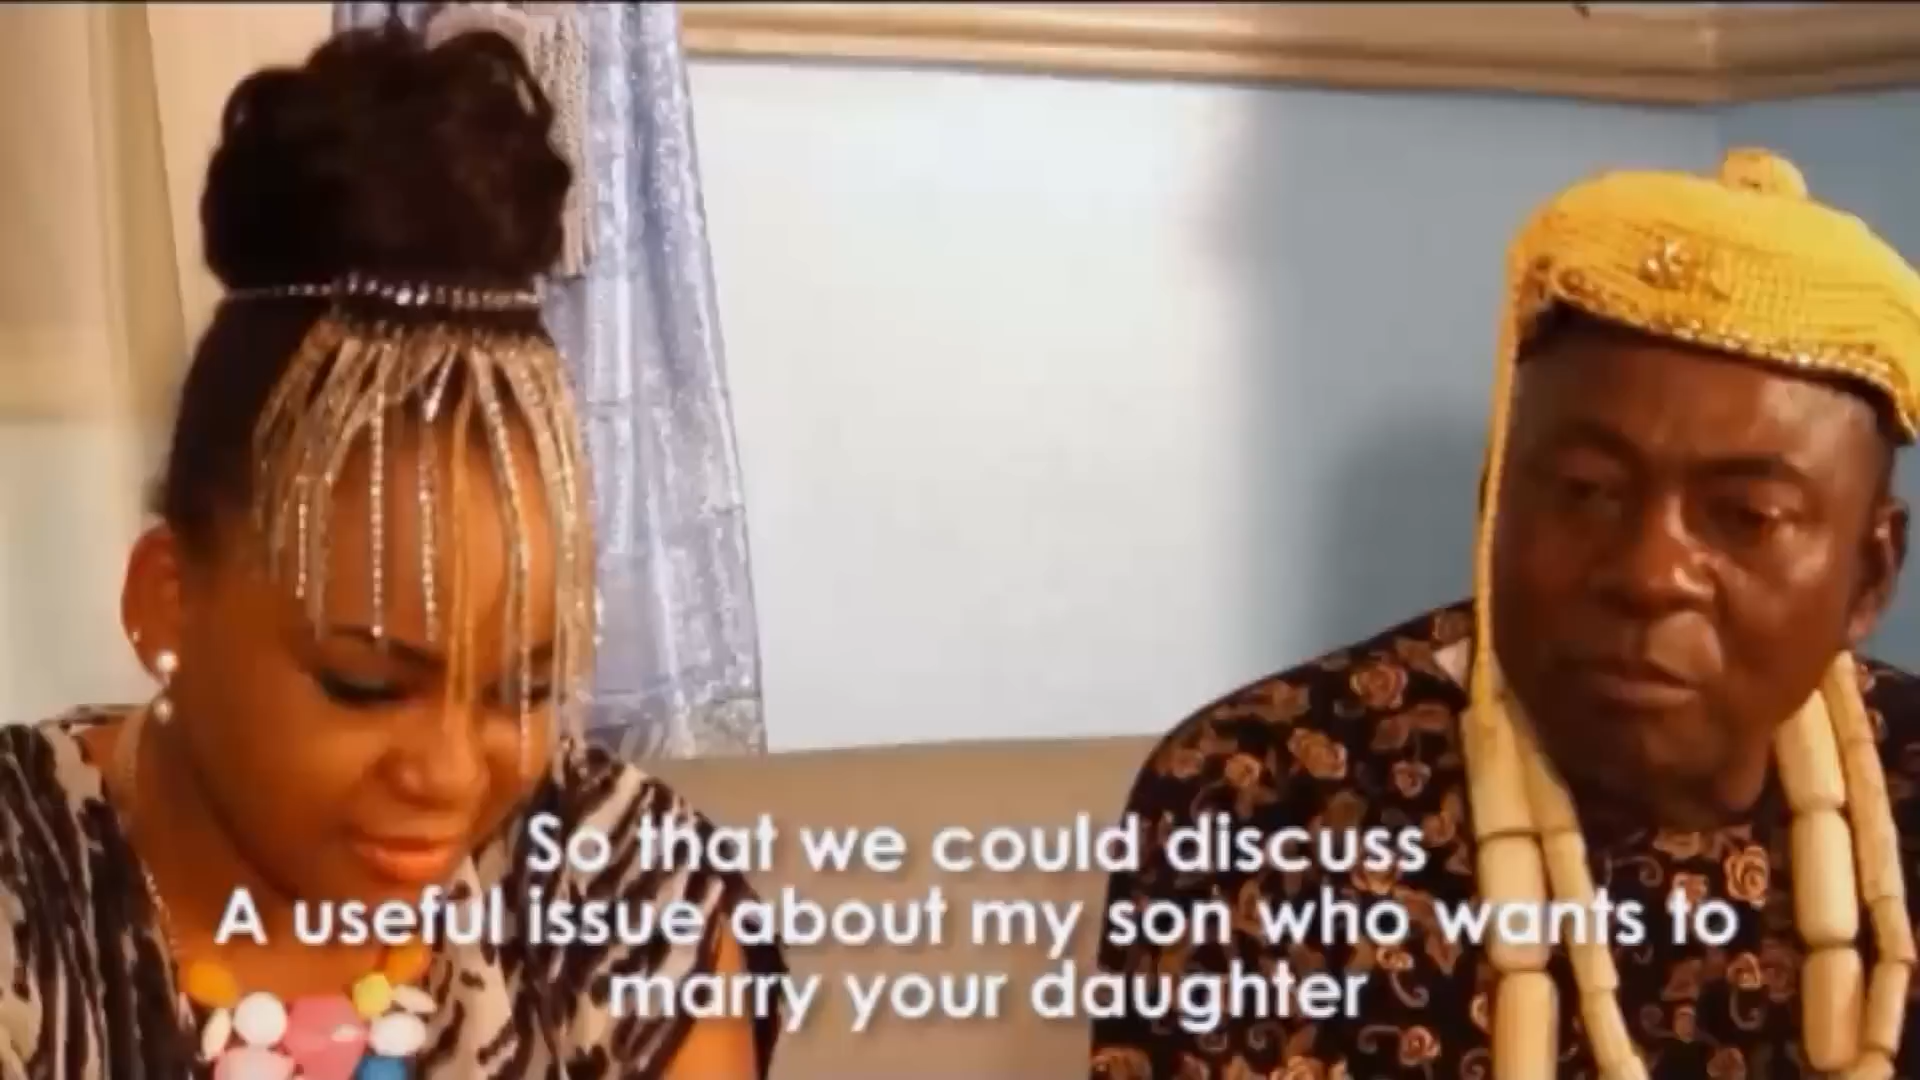 So that we could discuss
A useful issue about my son who wants to
marry your daughter